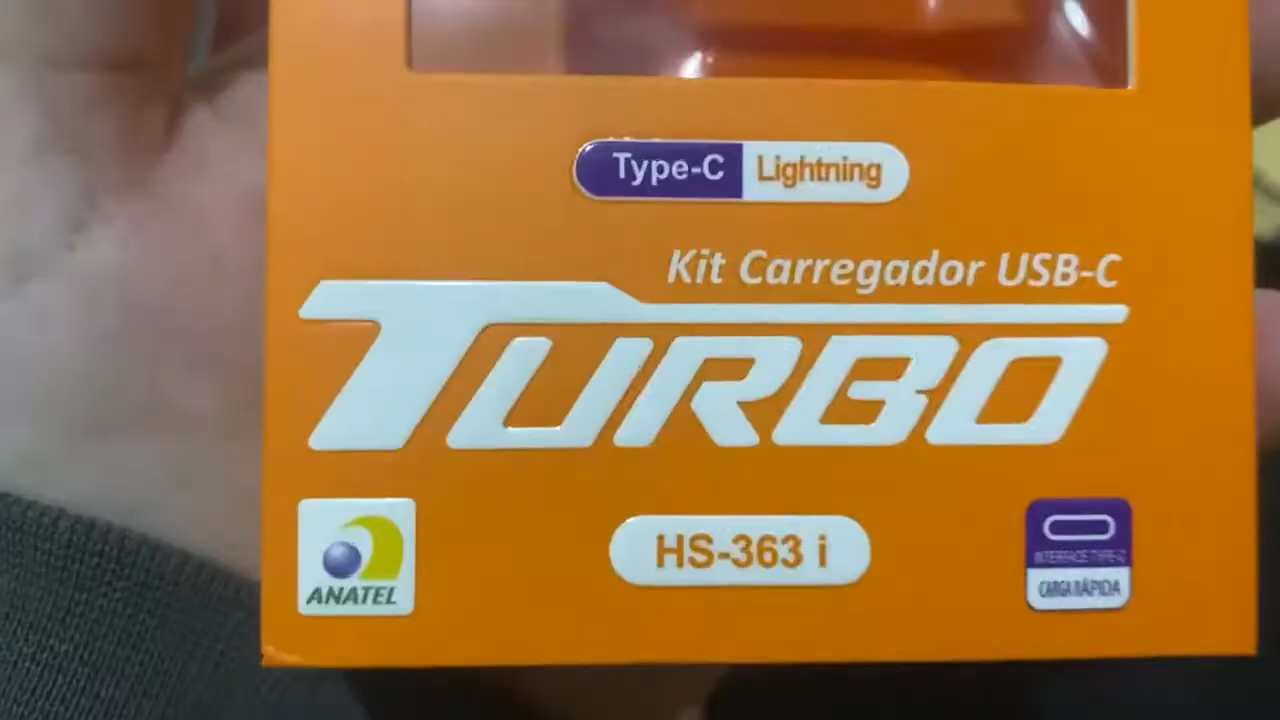 Type-C Lightning
Kit Carregador USB-C
TURBO
ANATEL
HS-363 i
INTERFACE TYPE-C
CARGA RÁPIDA